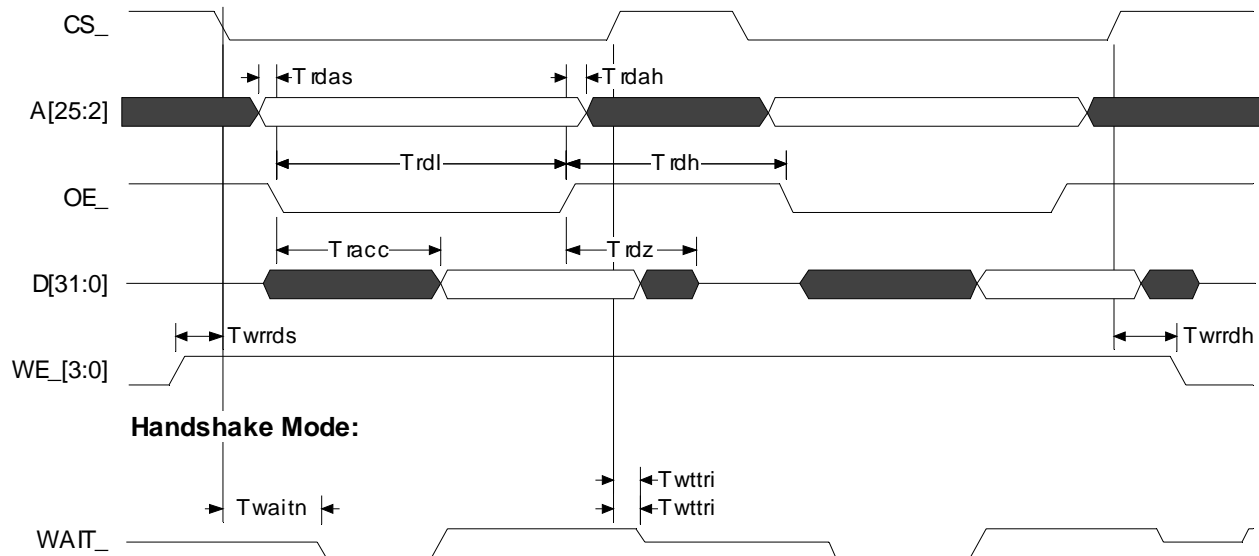 CS_
Trdas
Trdah
A[25:2]
Trdl
Trdh
OE_
Tracc
Trdz
D[31:0]
Twrrds
Twrrdh
WE_[3:0]
Handshake Mode:
Twttri
Twaitn
Twttri
WAIT_